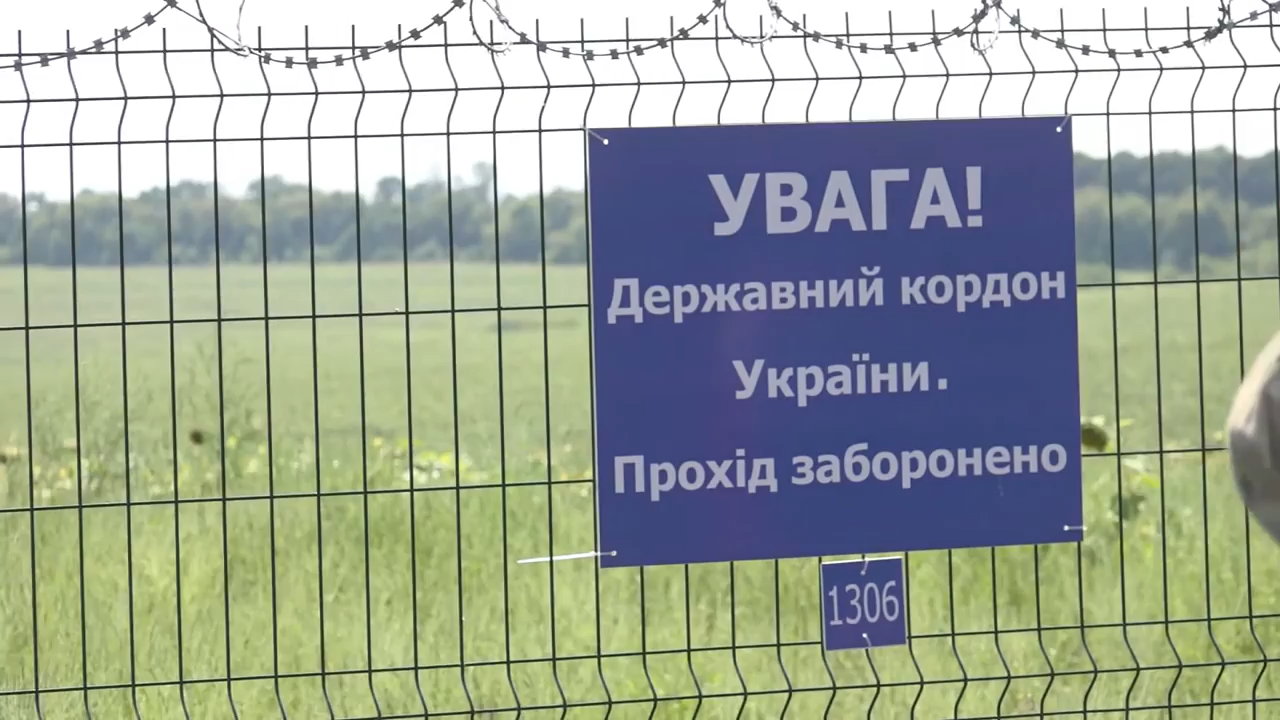 УВАГА!
Державний кордон
України.
Прохід заборонено
1306